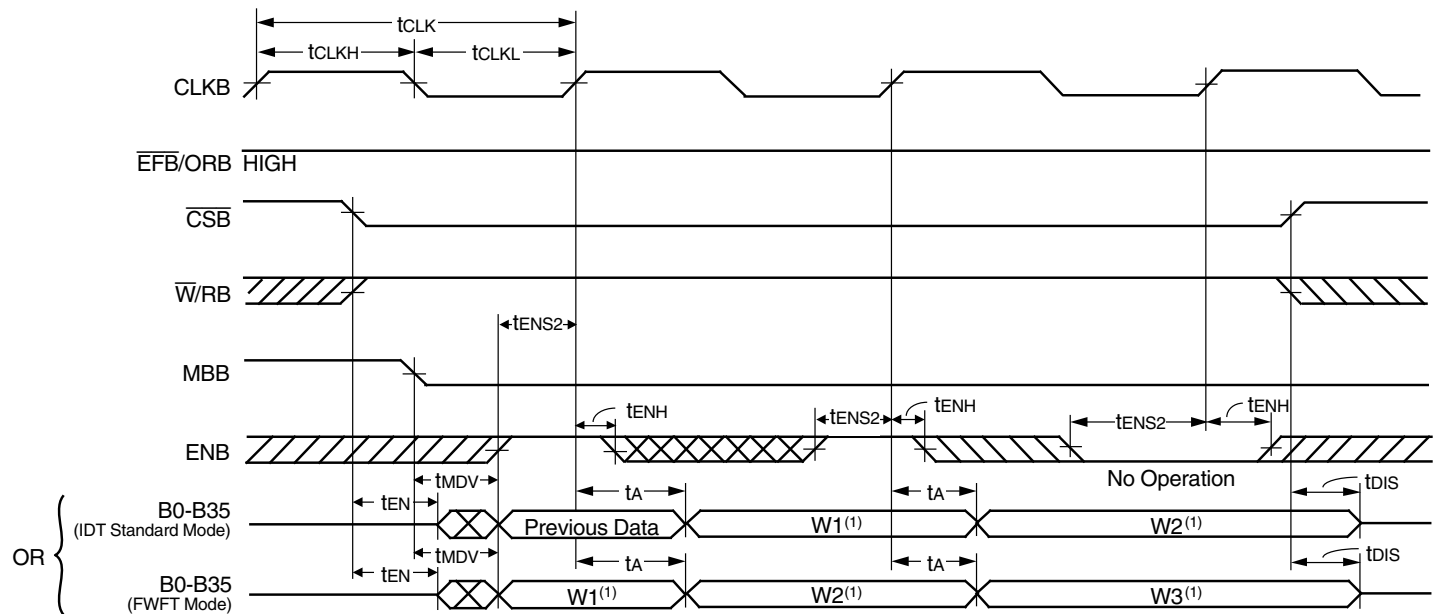 tCLK
tCLKH tCLKL
CLKB
EFB/ORB HIGH
CSB
W/RB
tENS2
MBB
tENH tENS2 tENH tENS2 tENH
ENB
No Operation
tMDV
tEN tA tA tDIS
B0-B35
(IDT Standard Mode)
Previous Data W1(1) W2(1)
OR
tMDV
tEN tA tA tDIS
B0-B35
(FWFT Mode)
W1(1) W2(1) W3(1)